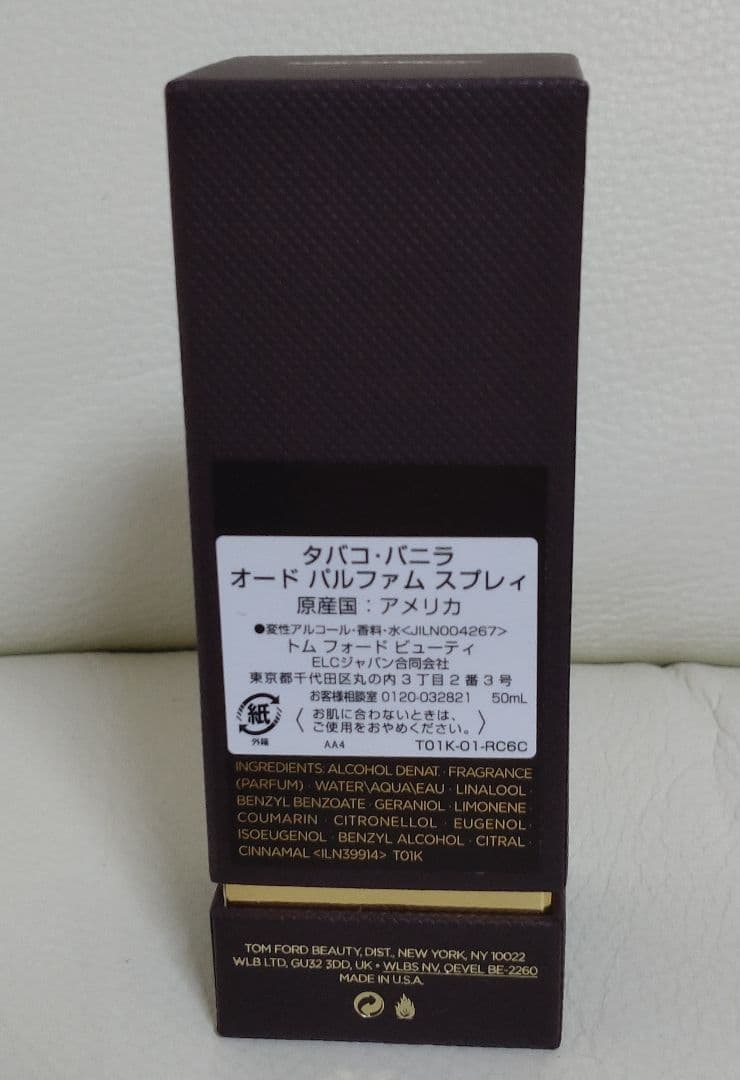 タバコ・バニラ
オード パルファム スプレィ
原産国：アメリカ
●変性アルコール・香料・水<JILN004267>
トム フォード ビューティ
ELCジャパン合同会社
東京都千代田区丸の内3丁目2番3号
お客様相談室 0120-032821 50mL
紙
外箱
〈お肌に合わないときは、
ご使用をおやめください。〉
AA4 T01K-01-RC6C
INGREDIENTS: ALCOHOL DENAT. · FRAGRANCE
(PARFUM) · WATER\AQUA\EAU · LINALOOL ·
BENZYL BENZOATE · GERANIOL · LIMONENE ·
COUMARIN · CITRONELLOL · EUGENOL ·
ISOEUGENOL · BENZYL ALCOHOL · CITRAL ·
CINNAMAL <ILN39914> T01K
TOM FORD BEAUTY, DIST., NEW YORK, NY 10022
WLB LTD, GU32 3DD, UK • WLBS NV, OEVEL BE-2260
MADE IN U.S.A.